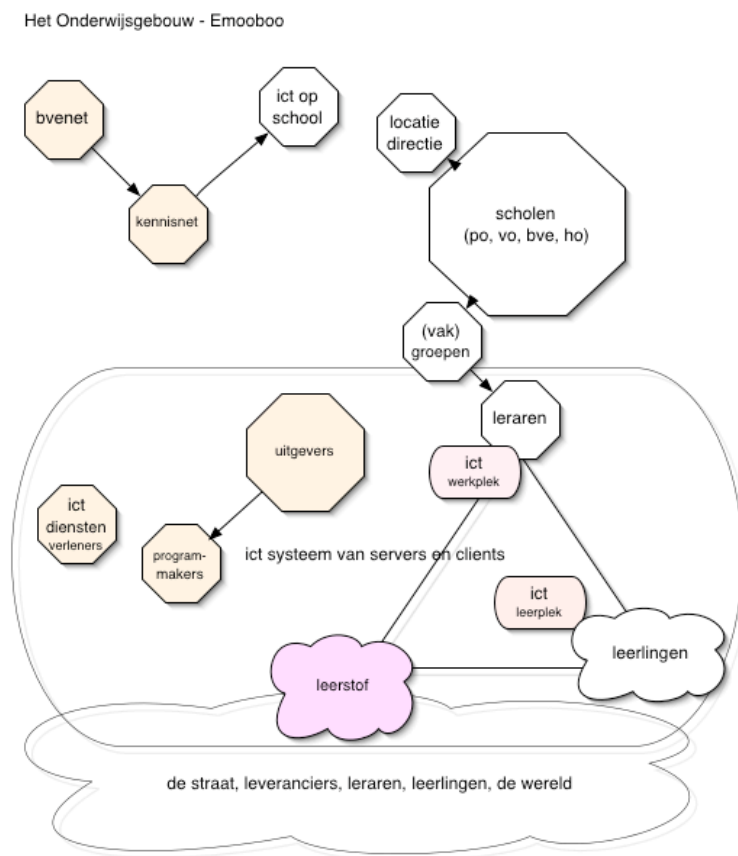 Het Onderwijsgebouw - Emooboo
bvenet
ict op
school
locatie
directie
kennisnet
scholen
(po, vo, bve, ho)
(vak)
groepen
leraren
uitgevers
ict
werkplek
ict
diensten
verleners
program-
makers
ict systeem van servers en clients
ict
leerplek
leerlingen
leerstof
de straat, leveranciers, leraren, leerlingen, de wereld